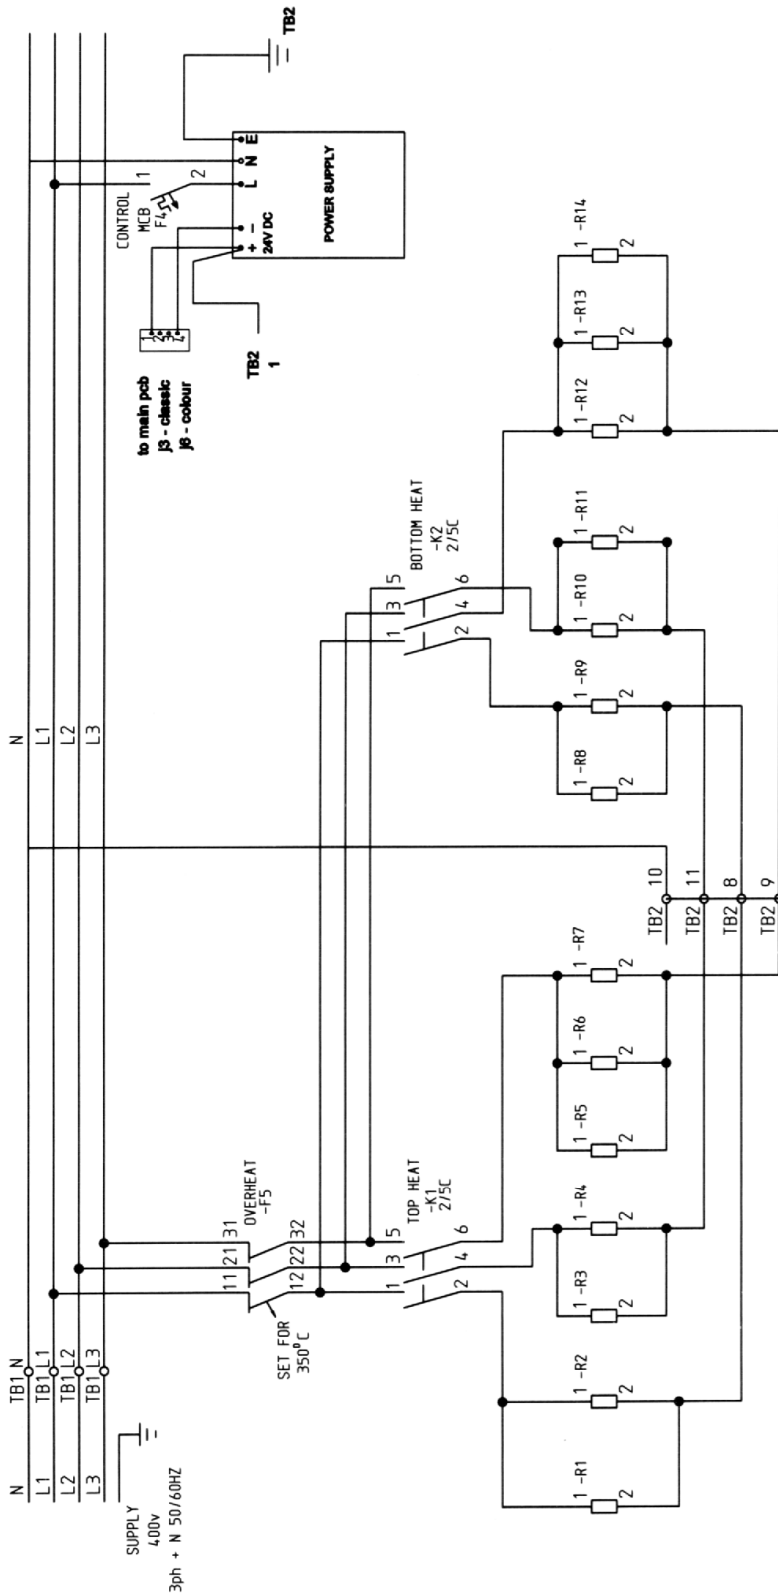 N
L1
L2
L3
SUPPLY
400v
3ph + N 50/60HZ
TB1 N
TB1 L1
TB1 L2
TB1 L3
N
L1
L2
L3
11 21 31
OVERHEAT
-F5
12 22 32
SET FOR
350°C
1 3 5
TOP HEAT
-K1
2/5C
2 4 6
1 3 5
BOTTOM HEAT
-K2
2/5C
2 4 6
to main pcb
j3 - classic
j6 - colour
1
2
3
4
CONTROL
MCB
F4
1
2
TB2
1
TB2
+ - L N E
24V DC
POWER SUPPLY
1 -R1
2
1 -R2
2
1 -R3
2
1 -R4
2
1 -R5
2
1 -R6
2
1 -R7
2
1 -R8
2
1 -R9
2
1 -R10
2
1 -R11
2
1 -R12
2
1 -R13
2
1 -R14
2
TB2 10
TB2 11
TB2 8
TB2 9